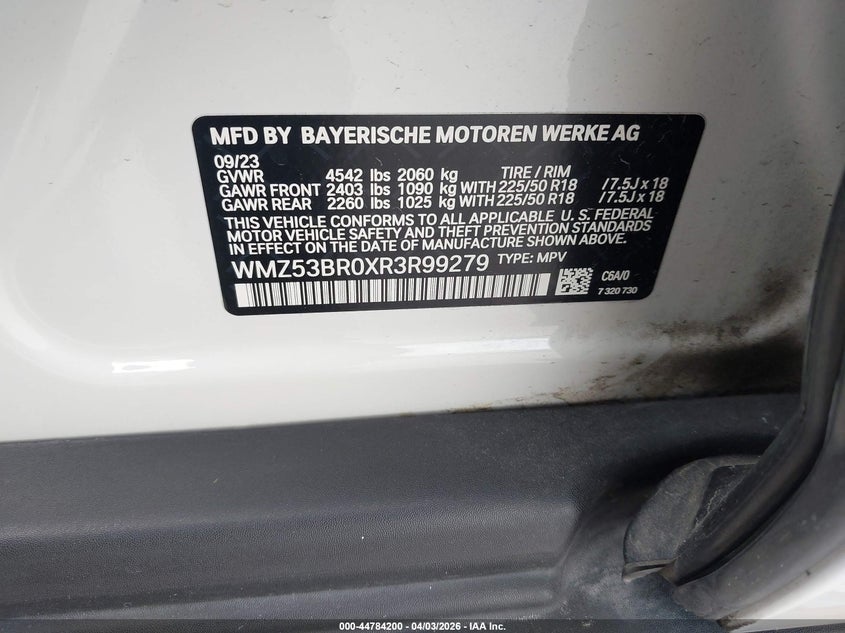 MFD BY BAYERISCHE MOTOREN WERKE AG
09/23
GVWR 4542 lbs 2060 kg TIRE / RIM
GAWR FRONT 2403 lbs 1090 kg WITH 225/50 R18 / 7.5J x 18
GAWR REAR 2260 lbs 1025 kg WITH 225/50 R18 / 7.5J x 18
THIS VEHICLE CONFORMS TO ALL APPLICABLE U.S. FEDERAL
MOTOR VEHICLE SAFETY AND THEFT PREVENTION STANDARDS
IN EFFECT ON THE DATE OF MANUFACTURE SHOWN ABOVE.
WMZ53BR0XR3R99279 TYPE: MPV
C6A/0
7 320 730
000-44784200 - 04/03/2026 - IAA Inc.